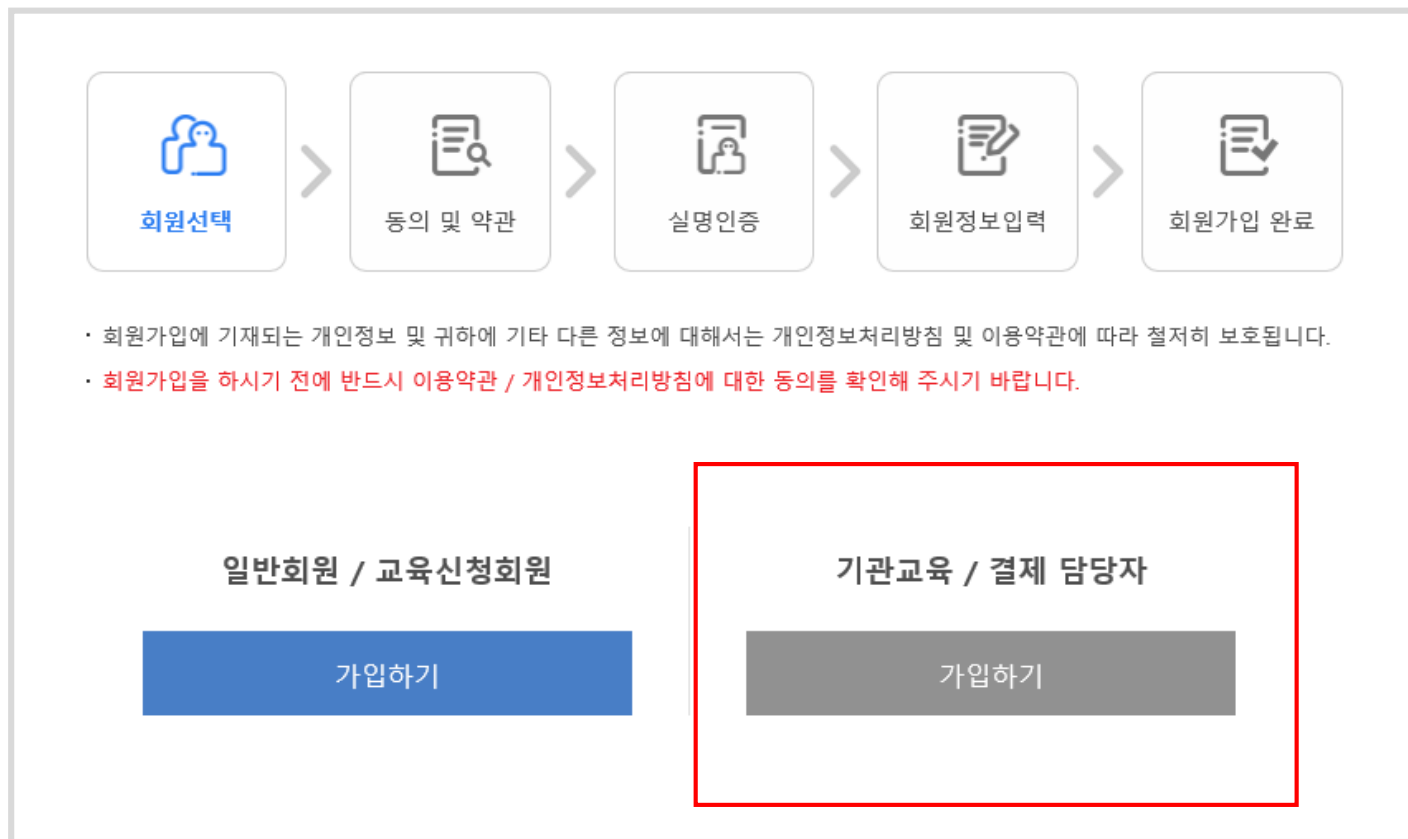 회원선택
동의 및 약관
실명인증
회원정보입력
회원가입 완료
· 회원가입에 기재되는 개인정보 및 귀하에 기타 다른 정보에 대해서는 개인정보처리방침 및 이용약관에 따라 철저히 보호됩니다.
· 회원가입을 하시기 전에 반드시 이용약관 / 개인정보처리방침에 대한 동의를 확인해 주시기 바랍니다.
일반회원 / 교육신청회원
가입하기
기관교육 / 결제 담당자
가입하기